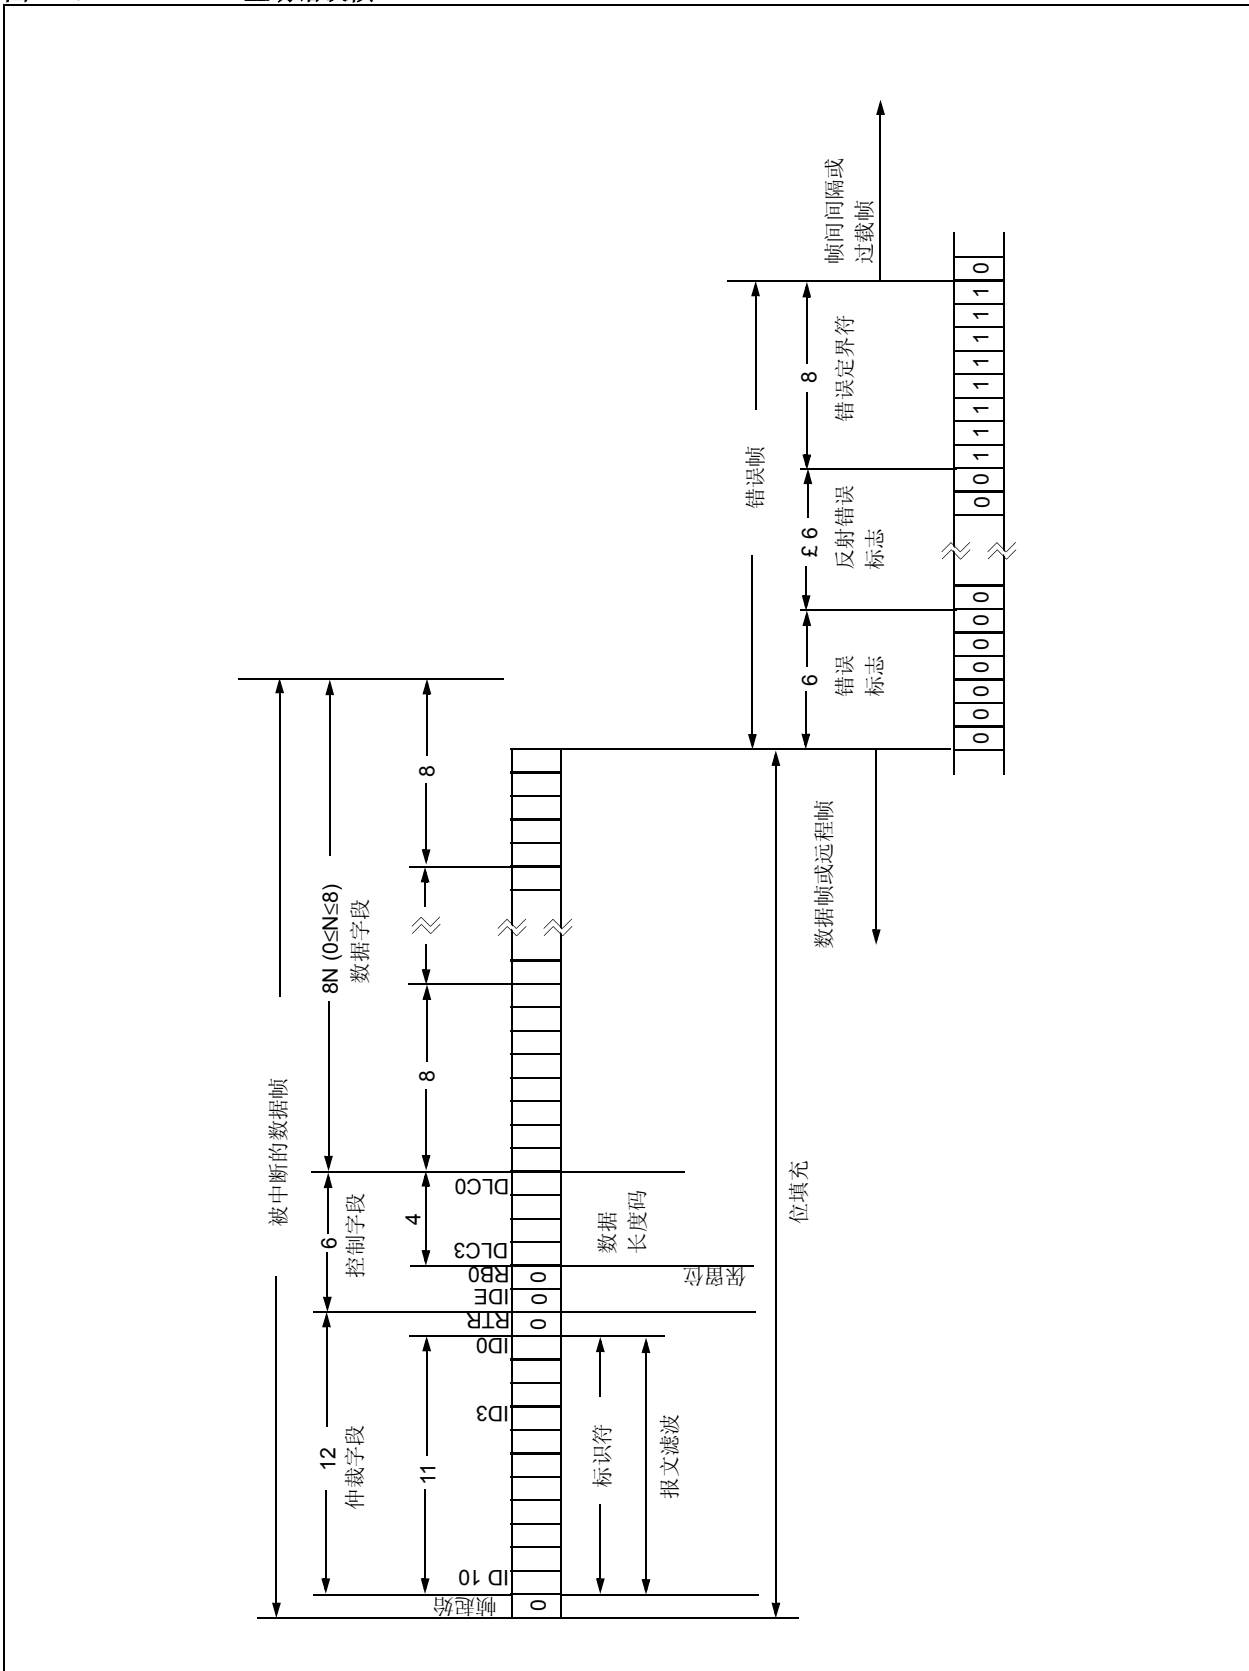 被中断的数据帧
12
仲裁字段
6
控制字段
8N (0≤N≤8)
数据字段
11
4
8
8
帧起始
ID 10
ID3
ID0
RTR
IDE
RB0
DLC3
DLC0
0
0
0
0
标识符
报文滤波
数据
长度码
保留位
位填充
数据帧或远程帧
错误帧
6
错误
标志
£ 6
反射错误
标志
8
错误定界符
帧间间隔或
过载帧
0 0 0 0 0 0 0
0 0 1 1 1 1 1 1 1 1 0